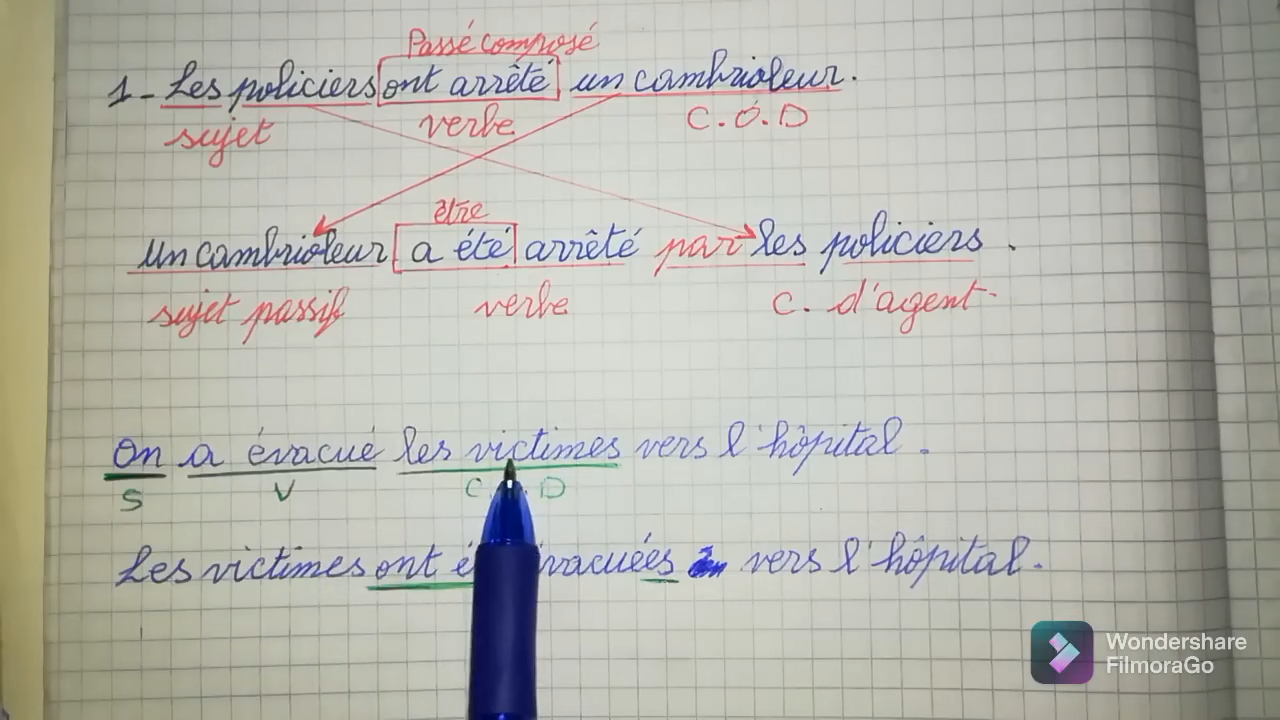 Passé composé
1- Les policiers ont arrêté un cambrioleur.
sujet verbe C.O.D
être
Un cambrioleur a été arrêté par les policiers.
sujet passif verbe C. d'agent
On a évacué les victimes vers l'hôpital.
S V C D
Les victimes ont vers l'hôpital.
Wondershare
FilmoraGo